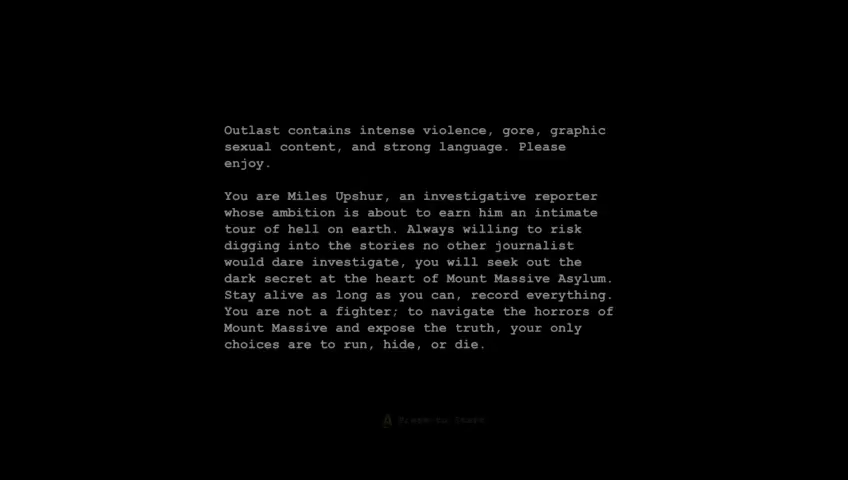 Outlast contains intense violence, gore, graphic
sexual content, and strong language. Please
enjoy.
You are Miles Upshur, an investigative reporter
whose ambition is about to earn him an intimate
tour of hell on earth. Always willing to risk
digging into the stories no other journalist
would dare investigate, you will seek out the
dark secret at the heart of Mount Massive Asylum.
Stay alive as long as you can, record everything.
You are not a fighter; to navigate the horrors of
Mount Massive and expose the truth, your only
choices are to run, hide, or die.